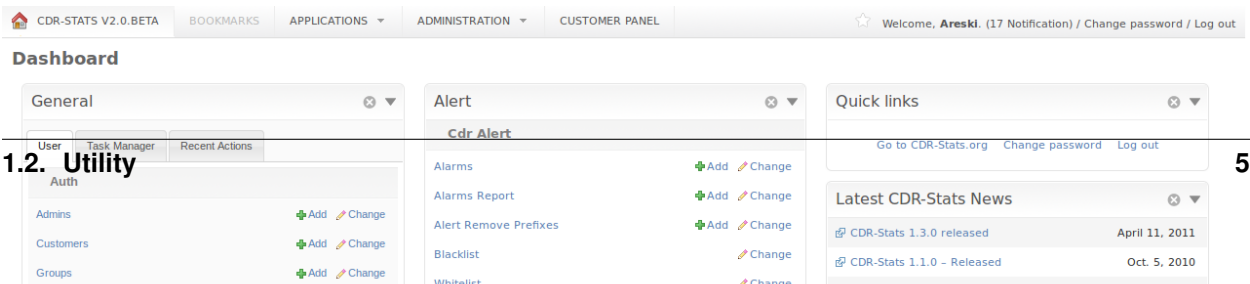 CDR-STATS V2.0.BETA BOOKMARKS APPLICATIONS ADMINISTRATION CUSTOMER PANEL Welcome, Areski. (17 Notification) / Change password / Log out
Dashboard
General
User Task Manager Recent Actions
Auth
Admins Add Change
Customers Add Change
Groups Add Change
Alert
Cdr Alert
Alarms Add Change
Alarms Report Add Change
Alert Remove Prefixes Add Change
Blacklist Change
Whitelist Change
Quick links
Go to CDR-Stats.org Change password Log out
Latest CDR-Stats News
CDR-Stats 1.3.0 released April 11, 2011
CDR-Stats 1.1.0 – Released Oct. 5, 2010
1.2. Utility 5